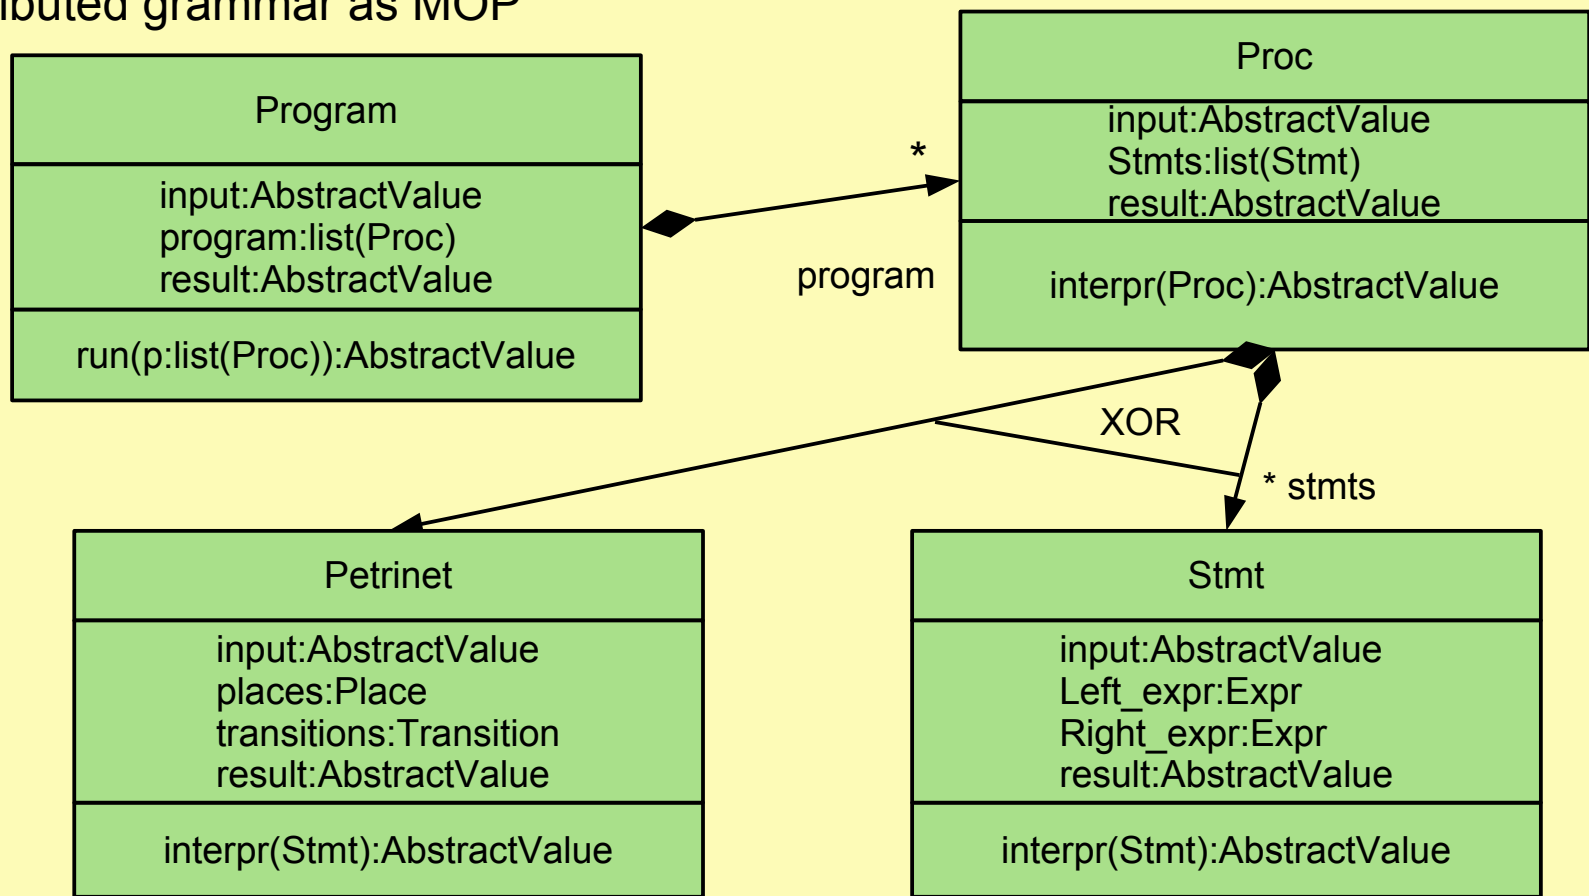 grammar as MOP
Program
input:AbstractValue
program:list(Proc)
result:AbstractValue
run(p:list(Proc)):AbstractValue
*
program
Proc
input:AbstractValue
Stmts:list(Stmt)
result:AbstractValue
interpr(Proc):AbstractValue
XOR
* stmts
Petrinet
input:AbstractValue
places:Place
transitions:Transition
result:AbstractValue
interpr(Stmt):AbstractValue
Stmt
input:AbstractValue
Left_expr:Expr
Right_expr:Expr
result:AbstractValue
interpr(Stmt):AbstractValue